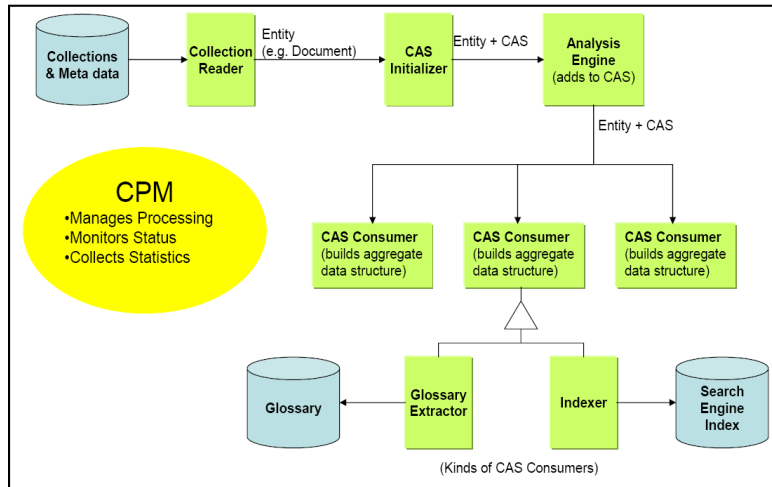 Collections
& Meta data
Collection
Reader
Entity
(e.g. Document)
CAS
Initializer
Entity + CAS
Analysis
Engine
(adds to CAS)
Entity + CAS
CPM
•Manages Processing
•Monitors Status
•Collects Statistics
CAS Consumer
(builds aggregate
data structure)
CAS Consumer
(builds aggregate
data structure)
CAS Consumer
(builds aggregate
data structure)
Glossary
Glossary
Extractor
Indexer
Search
Engine
Index
(Kinds of CAS Consumers)